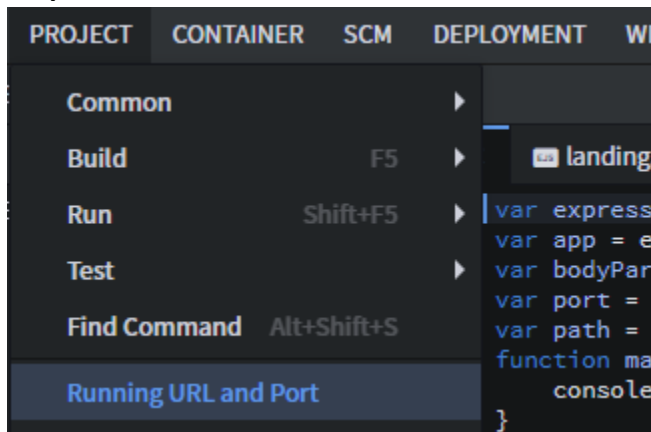 PROJECT CONTAINER SCM DEPLOYMENT
Common
Build F5
Run Shift+F5
Test
Find Command Alt+Shift+S
Running URL and Port
landing
var express
var app = e
var bodyPar
var port =
var path =
function ma
console
}